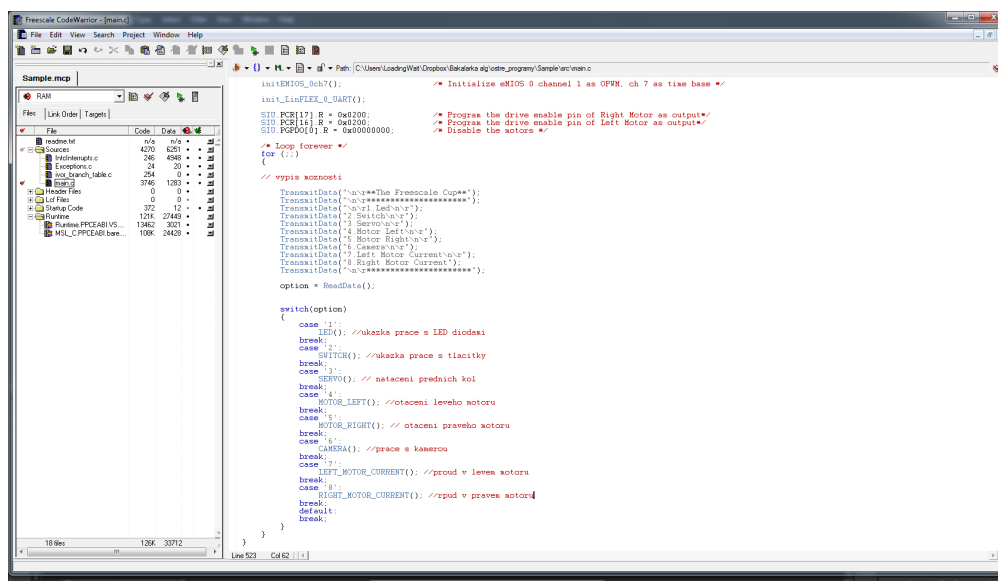 Freescale CodeWarrior - [main.c]
File Edit View Search Project Window Help
Sample.mcp
RAM
Files Link Order Targets
File Code Data
readme.txt n/a n/a
Sources 4270 6251
IntcInterrupts.c 246 4948
Exceptions.c 24 20
ivor_branch_table.c 254 0
main.c 3746 1283
Header Files 0 0
Lcf Files 0 0
Startup Code 372 12
Runtime 121K 27449
Runtime.PPCEABI.VS... 13462 3021
MSL_C.PPCEABI.bare... 108K 24428
18 files 126K 33712
Path: C:\Users\LoadingWait\Dropbox\Bakalarka alg\ostre_programy\Sample\src\main.c
initEMIOS_0ch7(); /* Initialize eMIOS 0 channel 1 as OPWM, ch 7 as time base */
init_LinFLEX_0_UART();
SIU.PCR[17].R = 0x0200; /* Program the drive enable pin of Right Motor as output*/
SIU.PCR[16].R = 0x0200; /* Program the drive enable pin of Left Motor as output*/
SIU.PGPDO[0].R = 0x00000000; /* Disable the motors */
/* Loop forever */
for (;;)
{
// vypis moznosti
TransmitData("\n\r**The Freescale Cup**");
TransmitData("\n\r*********************");
TransmitData("\n\r1.Led\n\r");
TransmitData("2.Switch\n\r");
TransmitData("3.Servo\n\r");
TransmitData("4.Motor Left\n\r");
TransmitData("5.Motor Right\n\r");
TransmitData("6.Camera\n\r");
TransmitData("7.Left Motor Current\n\r");
TransmitData("8.Right Motor Current");
TransmitData("\n\r*********************");
option = ReadData();
switch(option)
{
case '1':
LED(); //ukazka prace s LED diodami
break;
case '2':
SWITCH(); //ukazka prace s tlacitky
break;
case '3':
SERVO(); // nataceni prednich kol
break;
case '4':
MOTOR_LEFT(); //otaceni leveho motoru
break;
case '5':
MOTOR_RIGHT(); // otaceni praveho motoru
break;
case '6':
CAMERA(); //prace s kamerou
break;
case '7':
LEFT_MOTOR_CURRENT(); //proud v levem motoru
break;
case '8':
RIGHT_MOTOR_CURRENT(); //rpud v pravem motoru
break;
default:
break;
}
}
}
Line 523 Col 62